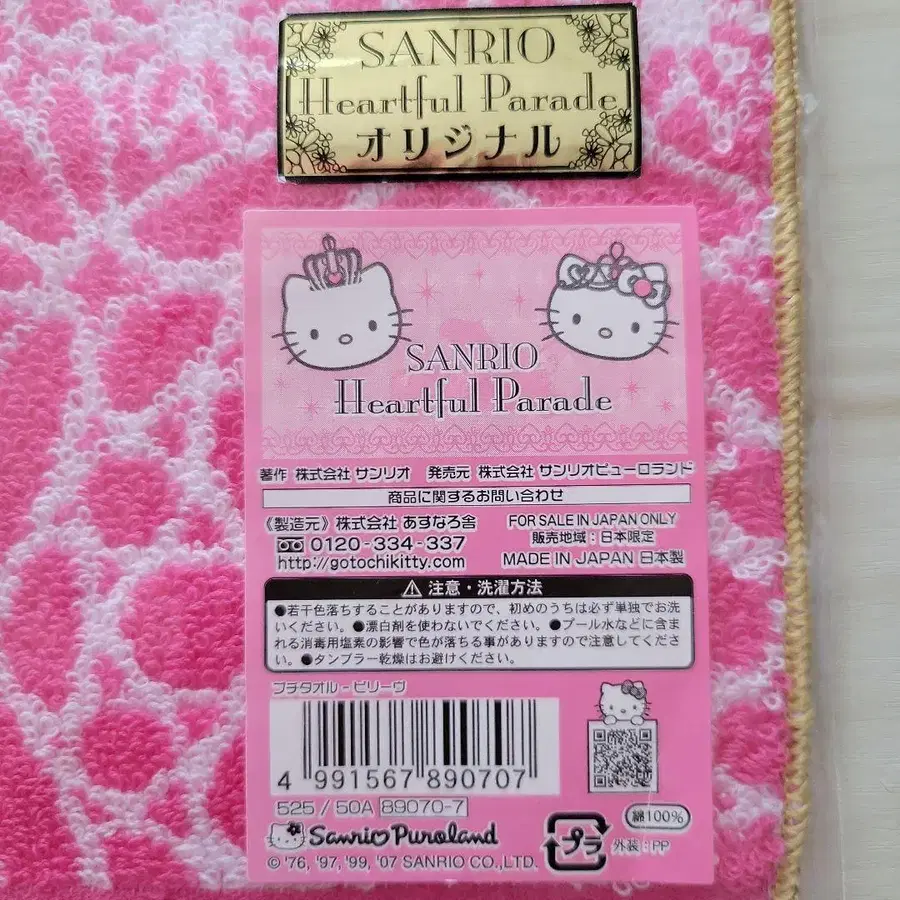 SANRIO
Heartful Parade
オリジナル
SANRIO
Heartful Parade
著作 株式会社 サンリオ 発売元 株式会社 サンリオピューロランド
商品に関するお問い合わせ
《製造元》株式会社 あすなろ舎
0120-334-337
http://gotochikitty.com
FOR SALE IN JAPAN ONLY
販売地域:日本限定
MADE IN JAPAN 日本製
⚠ 注意・洗濯方法
●若干色落ちすることがありますので、初めのうちは必ず単独でお洗
いください。●漂白剤を使わないでください。●プール水などに含ま
れる消毒用塩素の影響で色が落ちる事がありますので注意してくださ
い。●タンブラー乾燥はお避けください。
プチタオル-ビリーヴ
4 991567 890707
525 / 50A 89070-7
Sanrio Puroland
© '76, '97, '99, '07 SANRIO CO.,LTD.
プラ
綿100%
外装:PP